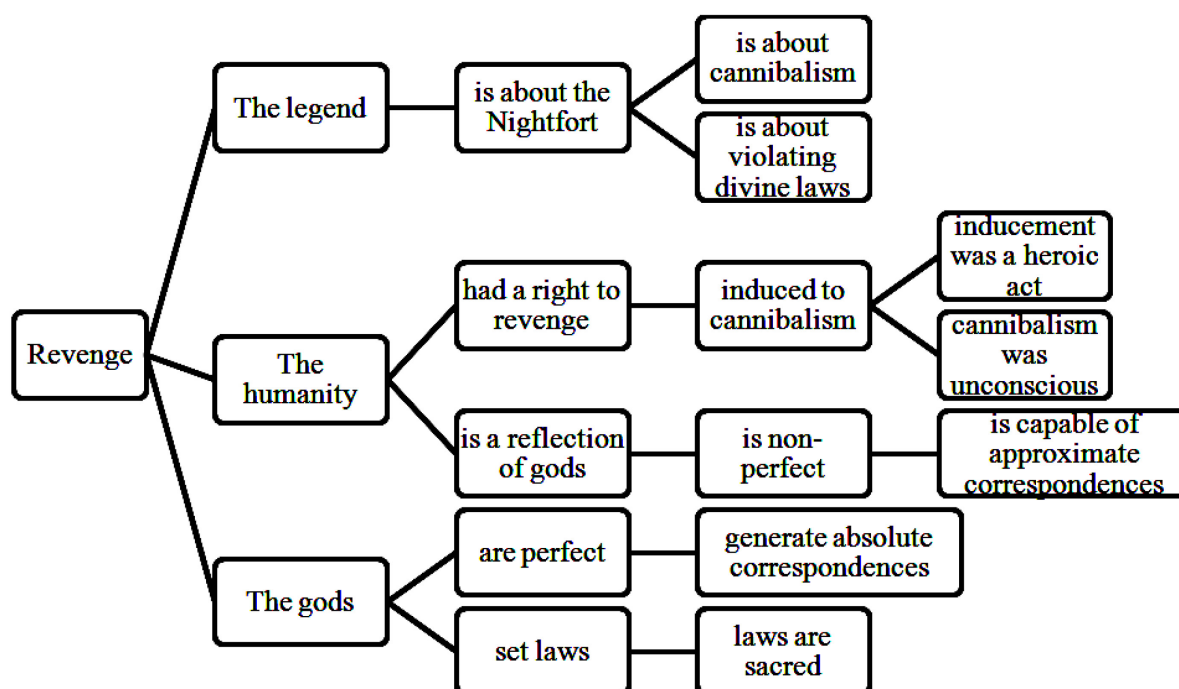 is about
cannibalism
The legend
is about the
Nightfort
is about
violating
divine laws
inducement
was a heroic
act
had a right to
revenge
induced to
cannibalism
cannibalism
was
unconscious
Revenge
The
humanity
is a reflection
of gods
is non-
perfect
is capable of
approximate
correspondences
are perfect
generate absolute
correspondences
The gods
set laws
laws are
sacred